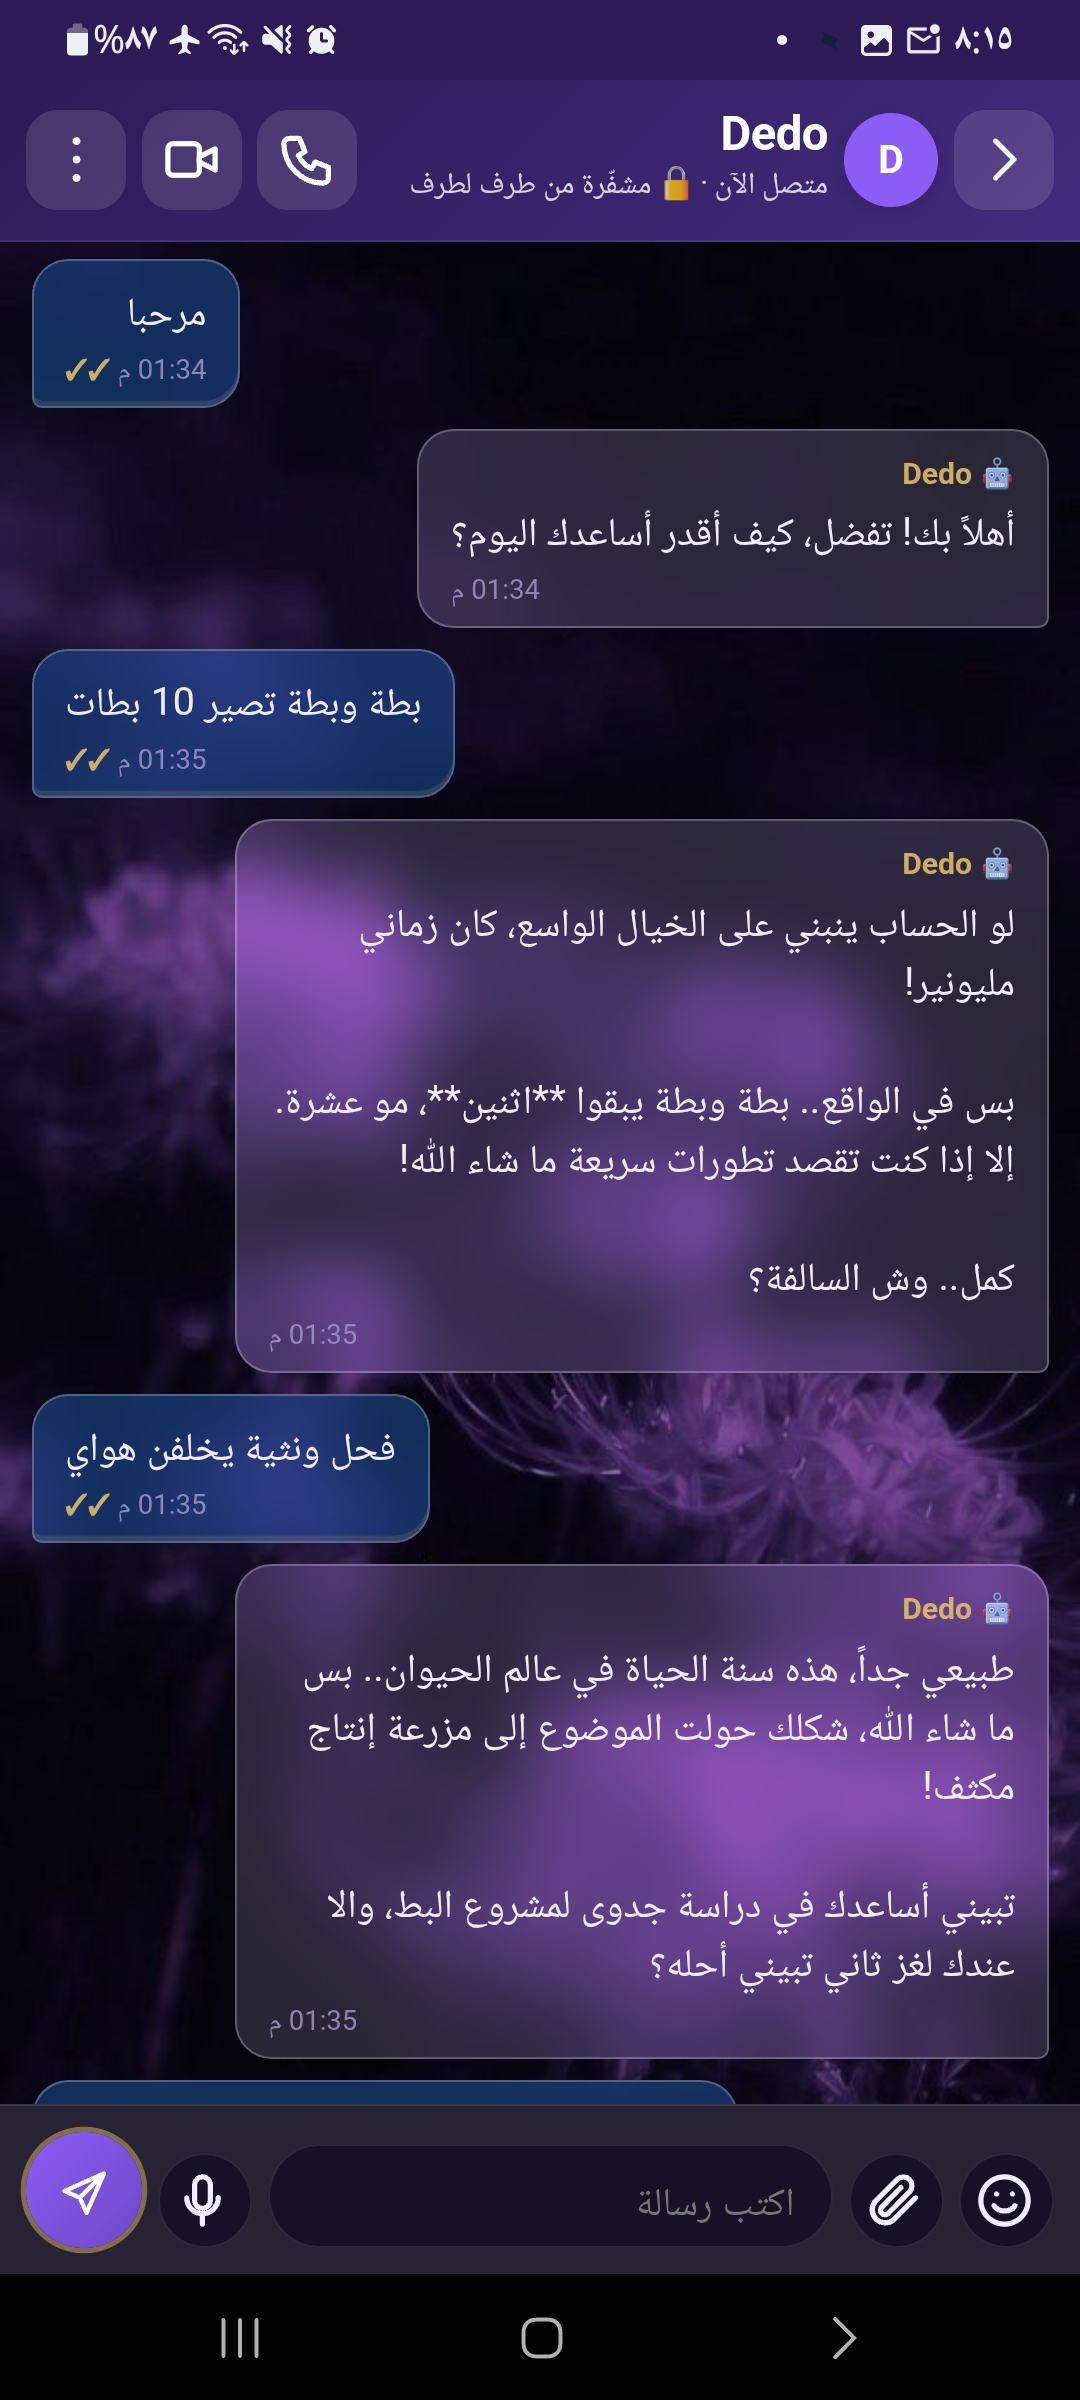 ٨:١٥
%٨٧
Dedo
D
متصل الآن · 🔒 مشفّرة من طرف لطرف
مرحبا
01:34 م ✓✓
Dedo 🤖
أهلاً بك! تفضل، كيف أقدر أساعدك اليوم؟
01:34 م
بطة وبطة تصير 10 بطات
01:35 م ✓✓
Dedo 🤖
لو الحساب ينبني على الخيال الواسع، كان زماني
مليونير!
بس في الواقع.. بطة وبطة يبقوا **اثنين**، مو عشرة.
إلا إذا كنت تقصد تطورات سريعة ما شاء الله!
كمل.. وش السالفة؟
01:35 م
فحل ونثية يخلفن هواي
01:35 م ✓✓
Dedo 🤖
طبيعي جداً، هذه سنة الحياة في عالم الحيوان.. بس
ما شاء الله، شكلك حولت الموضوع إلى مزرعة إنتاج
مكثف!
تبيني أساعدك في دراسة جدوى لمشروع البط، والا
عندك لغز ثاني تبيني أحله؟
01:35 م
اكتب رسالة